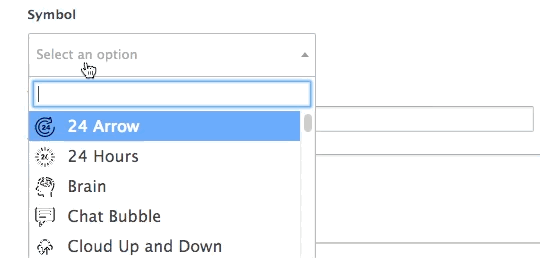 Symbol
Select an option
24 Arrow
24 Hours
Brain
Chat Bubble
Cloud Up and Down